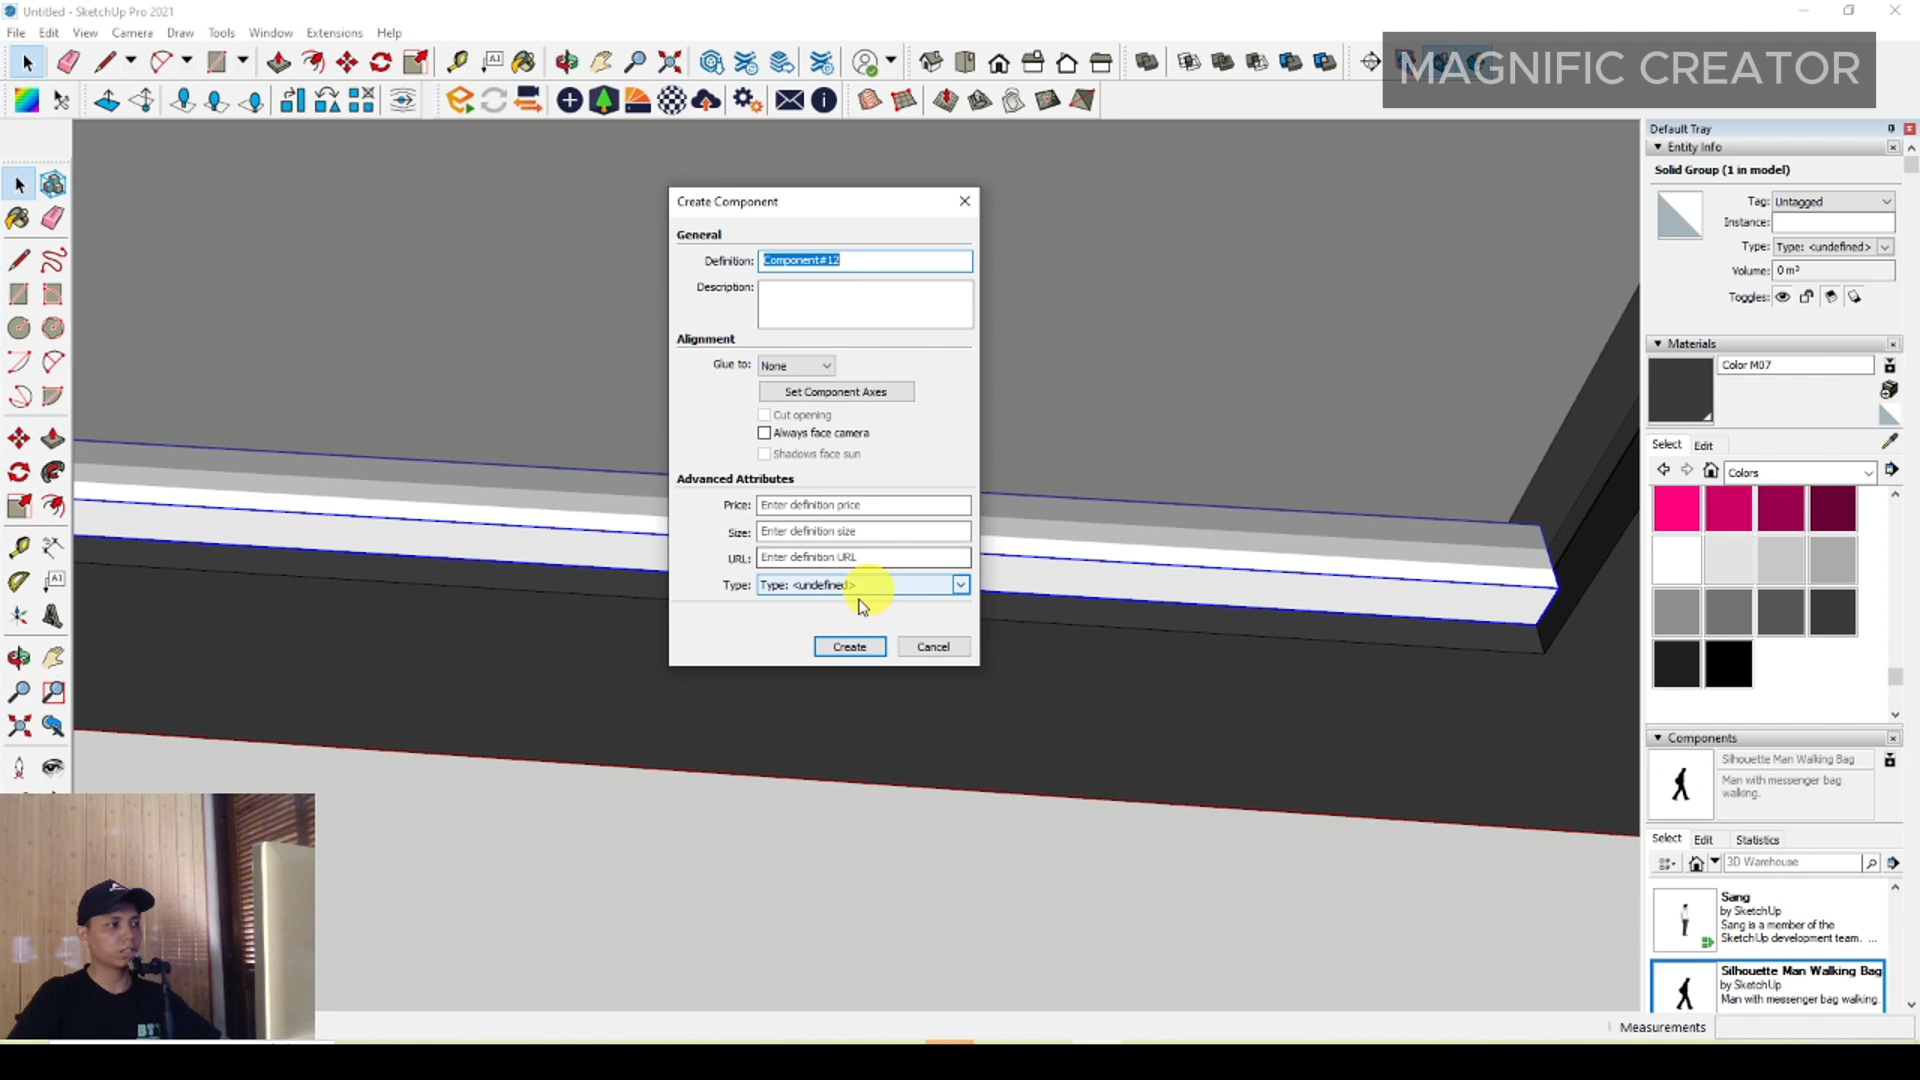 Untitled - SketchUp Pro 2021
File Edit View Camera Draw Tools Window Extensions Help
MAGNIFIC CREATOR
Default Tray
Entity Info
Solid Group (1 in model)
Tag: Untagged
Instance:
Type: Type: <undefined>
Volume: 0 m³
Toggles:
Materials
Color M07
Select Edit
Colors
Components
Silhouette Man Walking Bag
Man with messenger bag
walking.
Select Edit Statistics
3D Warehouse
Sang
by SketchUp
Sang is a member of the
SketchUp development team. ...
Silhouette Man Walking Bag
by SketchUp
Man with messenger bag walking.
Measurements
Create Component
General
Definition: Component#12
Description:
Alignment
Glue to: None
Set Component Axes
Cut opening
Always face camera
Shadows face sun
Advanced Attributes
Price: Enter definition price
Size: Enter definition size
URL: Enter definition URL
Type: Type: <undefined>
Create Cancel